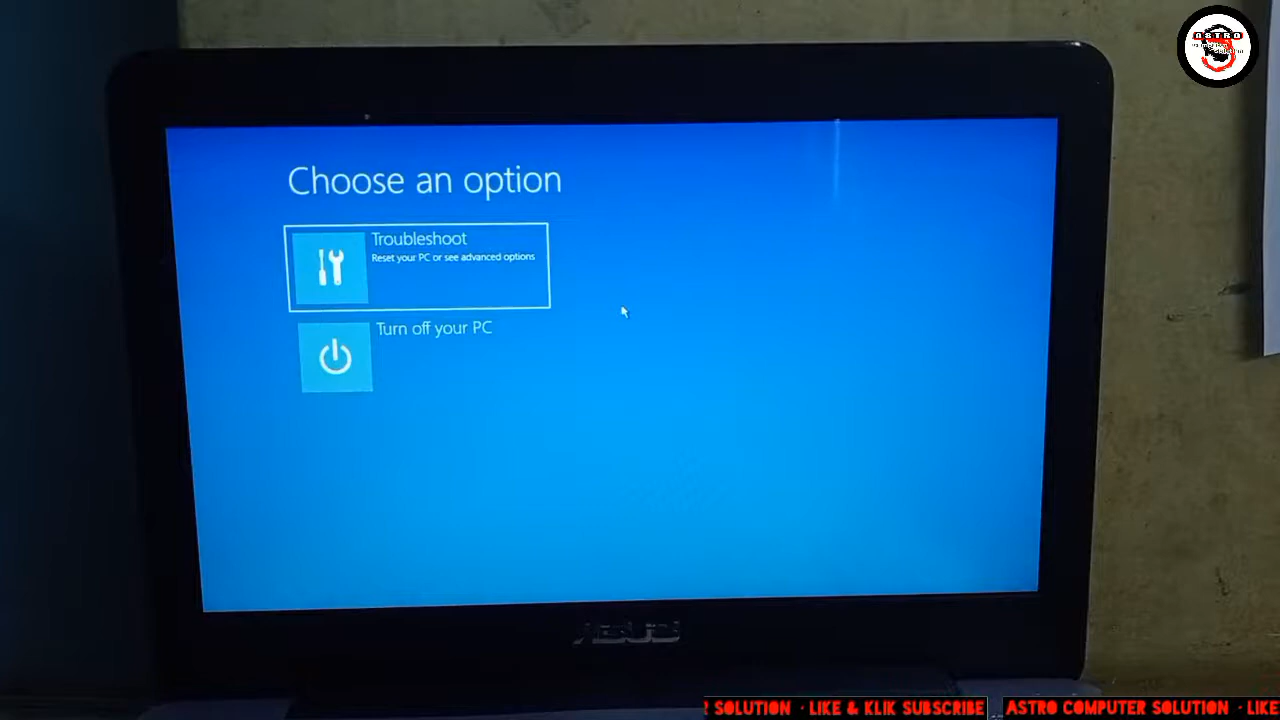 ASTRO
Choose an option
Troubleshoot
Reset your PC or see advanced options
Turn off your PC
ASUS
R SOLUTION · LIKE & KLIK SUBSCRIBE
ASTRO COMPUTER SOLUTION · LIKE